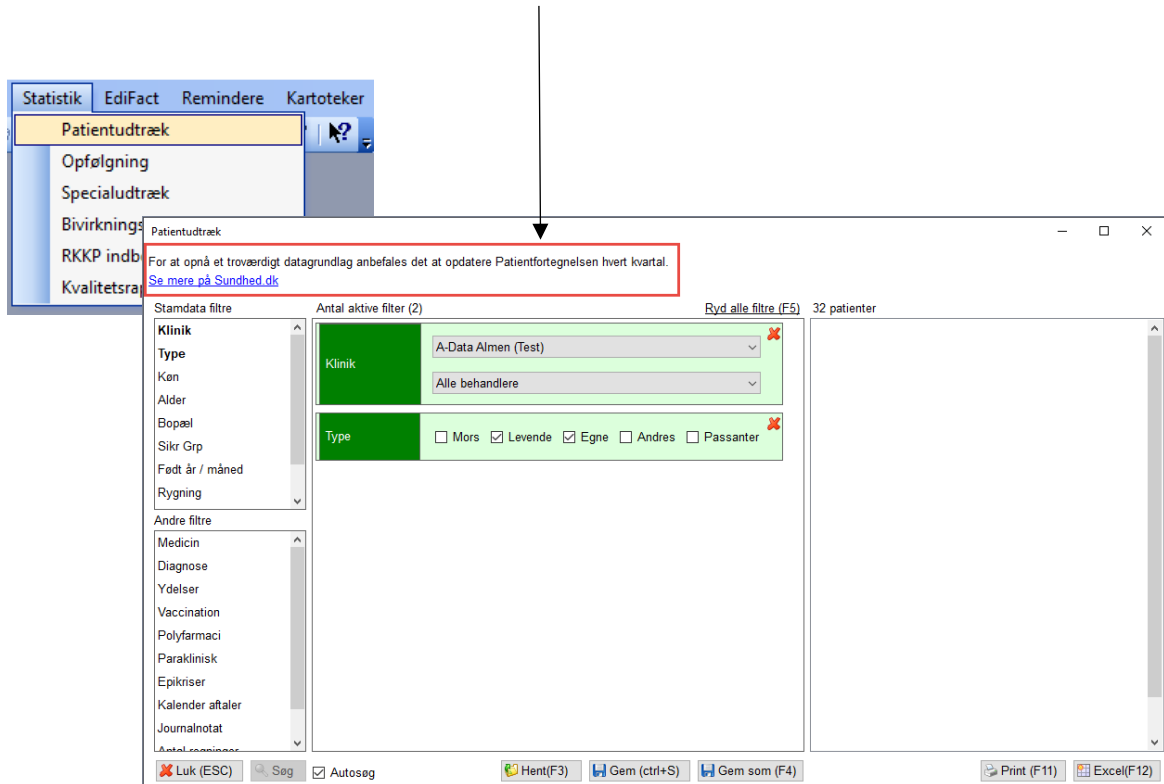 Statistik EdiFact Remindere Kartoteker
Patientudtræk
Opfølgning
Specialudtræk
Bivirknings
RKKP indb
Kvalitetsra
Patientudtræk
For at opnå et troværdigt datagrundlag anbefales det at opdatere Patientfortegnelsen hvert kvartal.
Se mere på Sundhed.dk
Stamdata filtre
Klinik
Type
Køn
Alder
Bopæl
Sikr Grp
Født år / måned
Rygning
Andre filtre
Medicin
Diagnose
Ydelser
Vaccination
Polyfarmaci
Paraklinisk
Epikriser
Kalender aftaler
Journalnotat
Antal regninger
Antal aktive filter (2) Ryd alle filtre (F5)
Klinik
A-Data Almen (Test)
Alle behandlere
Type Mors Levende Egne Andres Passanter
32 patienter
Luk (ESC) Søg Autosøg Hent(F3) Gem (ctrl+S) Gem som (F4) Print (F11) Excel(F12)